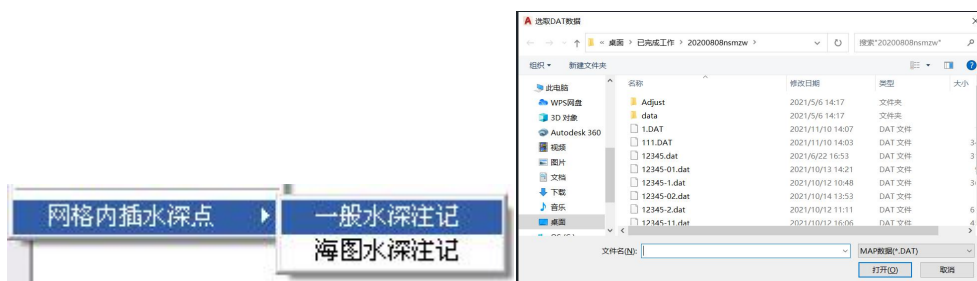 网格内插水深点
一般水深注记
海图水深注记
选取DAT数据
« 桌面 › 已完成工作 › 20200808nsmzw ›
搜索"20200808nsmzw"
组织 新建文件夹
此电脑
WPS网盘
3D 对象
Autodesk 360
视频
图片
文档
下载
音乐
桌面
名称 修改日期 类型 大小
Adjust 2021/5/6 14:17 文件夹
data 2021/5/6 14:17 文件夹
1.DAT 2021/11/10 14:07 DAT 文件
111.DAT 2021/11/10 14:03 DAT 文件 3
12345.dat 2021/6/22 16:53 DAT 文件 3
12345-01.dat 2021/10/13 14:21 DAT 文件
12345-1.dat 2021/10/12 10:48 DAT 文件 3
12345-02.dat 2021/10/14 13:53 DAT 文件
12345-2.dat 2021/10/12 11:11 DAT 文件 6
12345-11.dat 2021/10/12 16:06 DAT 文件 4
文件名(N):
MAP数据(*.DAT)
打开(O) 取消